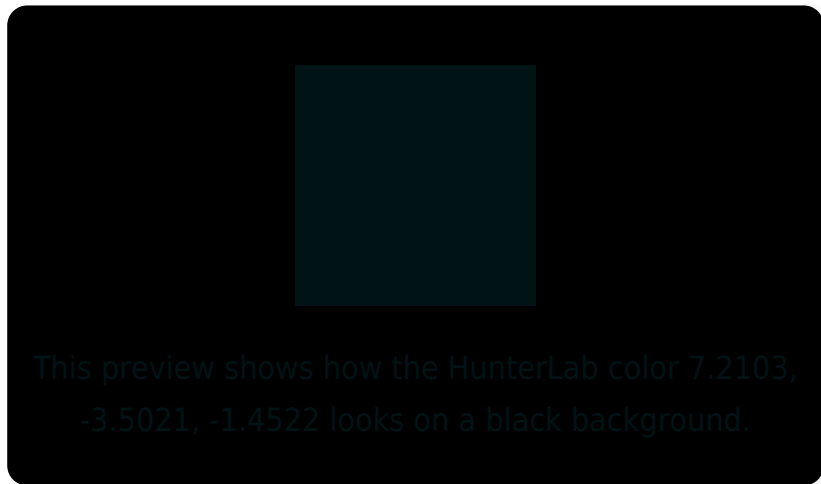 This preview shows how the HunterLab color 7.2103,
-3.5021, -1.4522 looks on a black background.